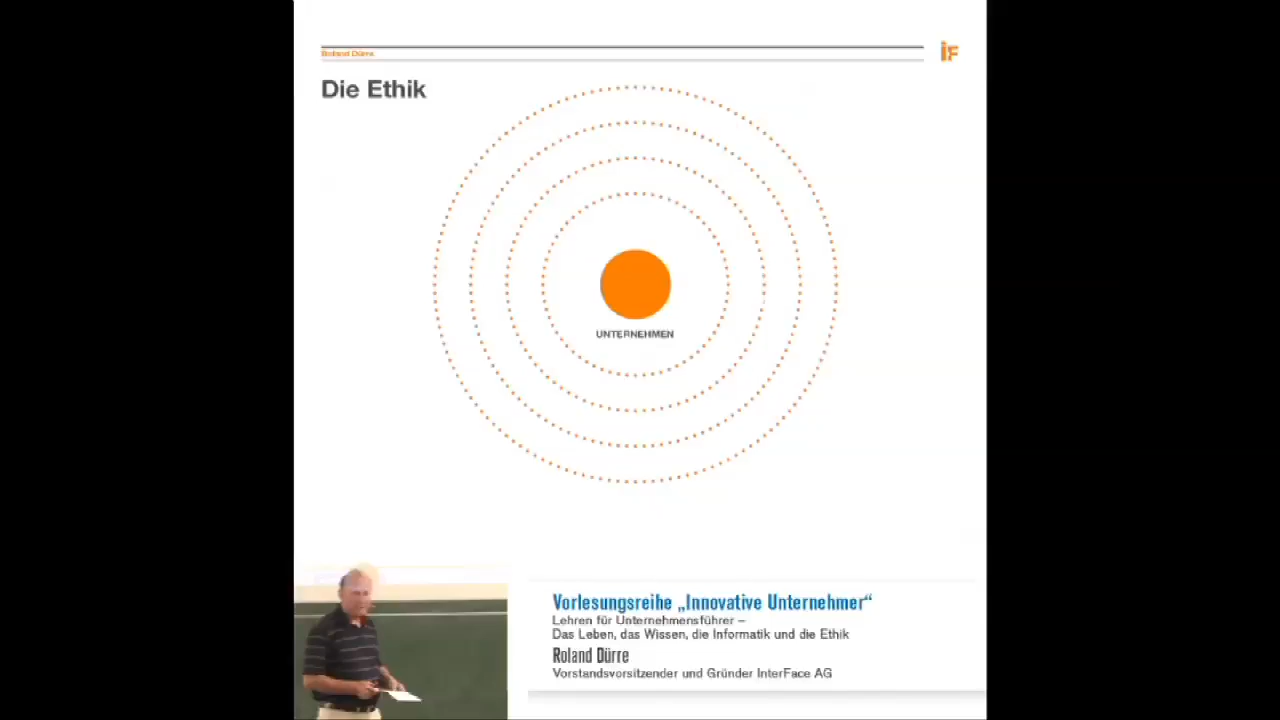 Roland Dürre
iF
Die Ethik
UNTERNEHMEN
Vorlesungsreihe „Innovative Unternehmer“
Lehren für Unternehmensführer –
Das Leben, das Wissen, die Informatik und die Ethik
Roland Dürre
Vorstandsvorsitzender und Gründer InterFace AG